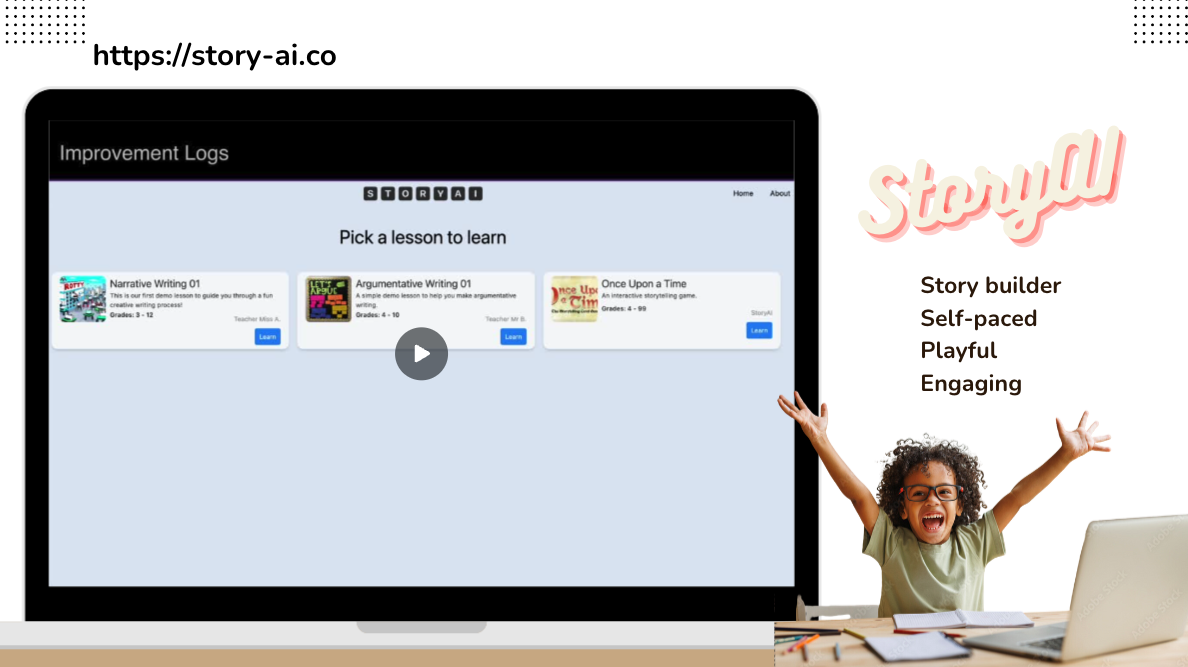 https://story-ai.co
Improvement Logs
STORYAI
Home About
Pick a lesson to learn
Narrative Writing 01
This is our first demo lesson to guide you through a fun
creative writing process!
Grades: 3 - 12
Teacher Miss A.
Learn
LET'S
ARGUE
Argumentative Writing 01
A simple demo lesson to help you make argumentative
writing.
Grades: 4 - 10
Teacher Mr B.
Learn
Once Upon a Time
An interactive storytelling game.
Grades: 4 - 99
StoryAI
Learn
StoryAI
Story builder
Self-paced
Playful
Engaging